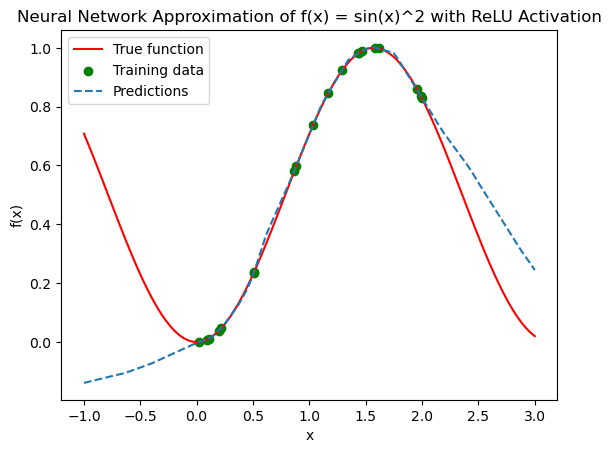 Neural Network Approximation of f(x) = sin(x)^2 with ReLU Activation
True function
Training data
Predictions
f(x)
1.0
0.8
0.6
0.4
0.2
0.0
−1.0 −0.5 0.0 0.5 1.0 1.5 2.0 2.5 3.0
x